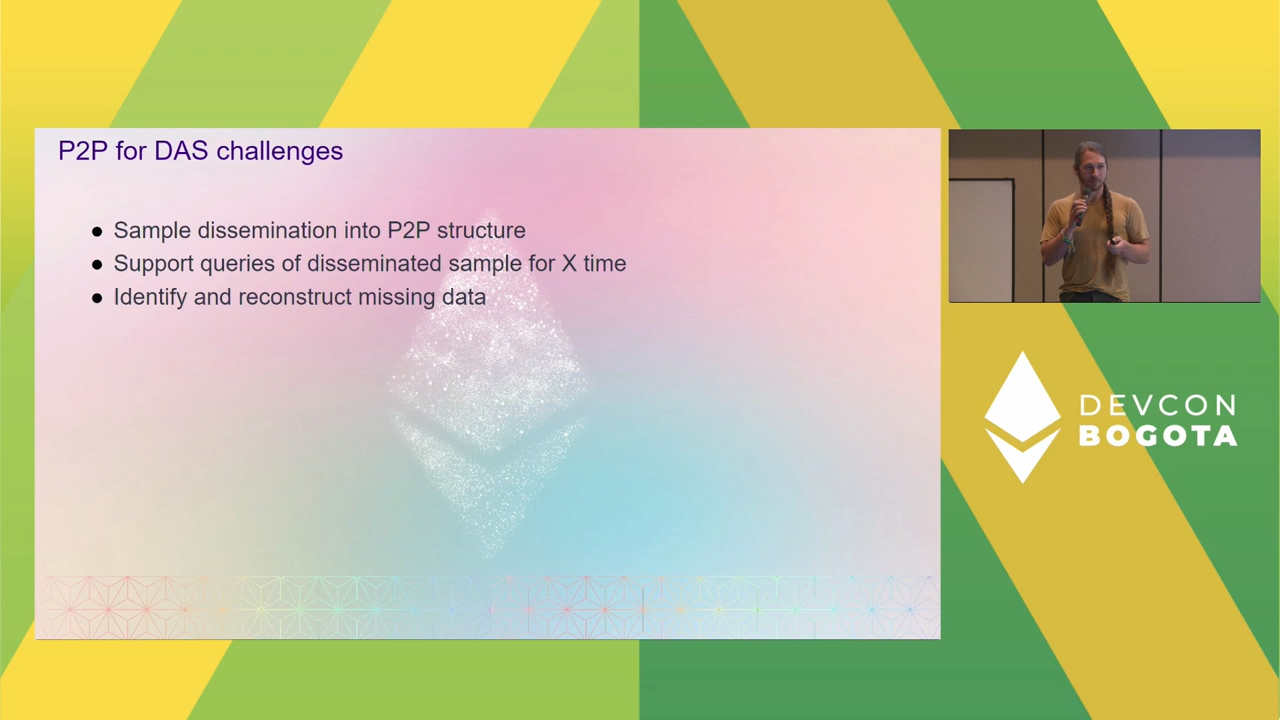 P2P for DAS challenges
● Sample dissemination into P2P structure
● Support queries of disseminated sample for X time
● Identify and reconstruct missing data
DEVCON
BOGOTA